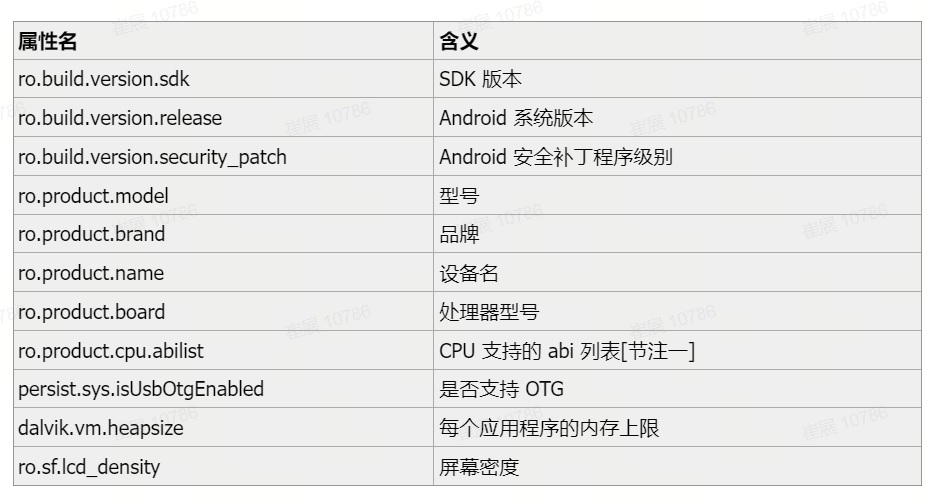 属性名 含义
ro.build.version.sdk SDK 版本
ro.build.version.release Android 系统版本
ro.build.version.security_patch Android 安全补丁程序级别
ro.product.model 型号
ro.product.brand 品牌
ro.product.name 设备名
ro.product.board 处理器型号
ro.product.cpu.abilist CPU 支持的 abi 列表[节注一]
persist.sys.isUsbOtgEnabled 是否支持 OTG
dalvik.vm.heapsize 每个应用程序的内存上限
ro.sf.lcd_density 屏幕密度
崔展 10786